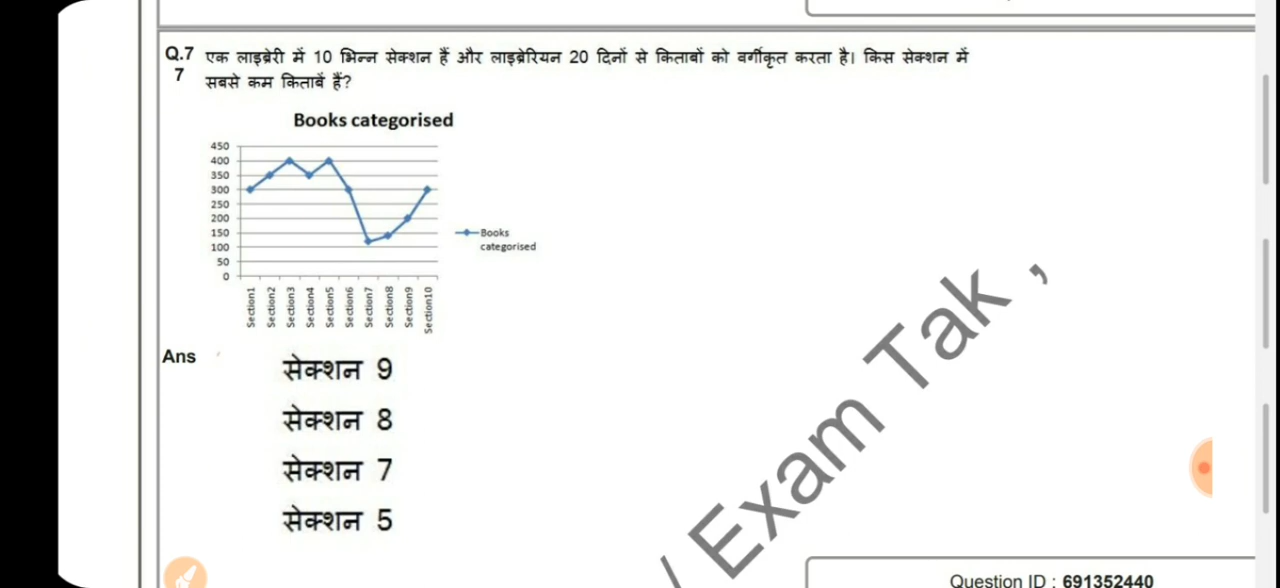 Q.7 एक लाइब्रेरी में 10 भिन्न सेक्शन हैं और लाइब्रेरियन 20 दिनों से किताबों को वर्गीकृत करता है। किस सेक्शन में
7 सबसे कम किताबें हैं?
Books categorised
450
400
350
300
250
200
150
100
50
0
Section1
Section2
Section3
Section4
Section5
Section6
Section7
Section8
Section9
Section10
Books
categorised
Ans
सेक्शन 9
सेक्शन 8
सेक्शन 7
सेक्शन 5
/ Exam Tak ,
Question ID : 691352440